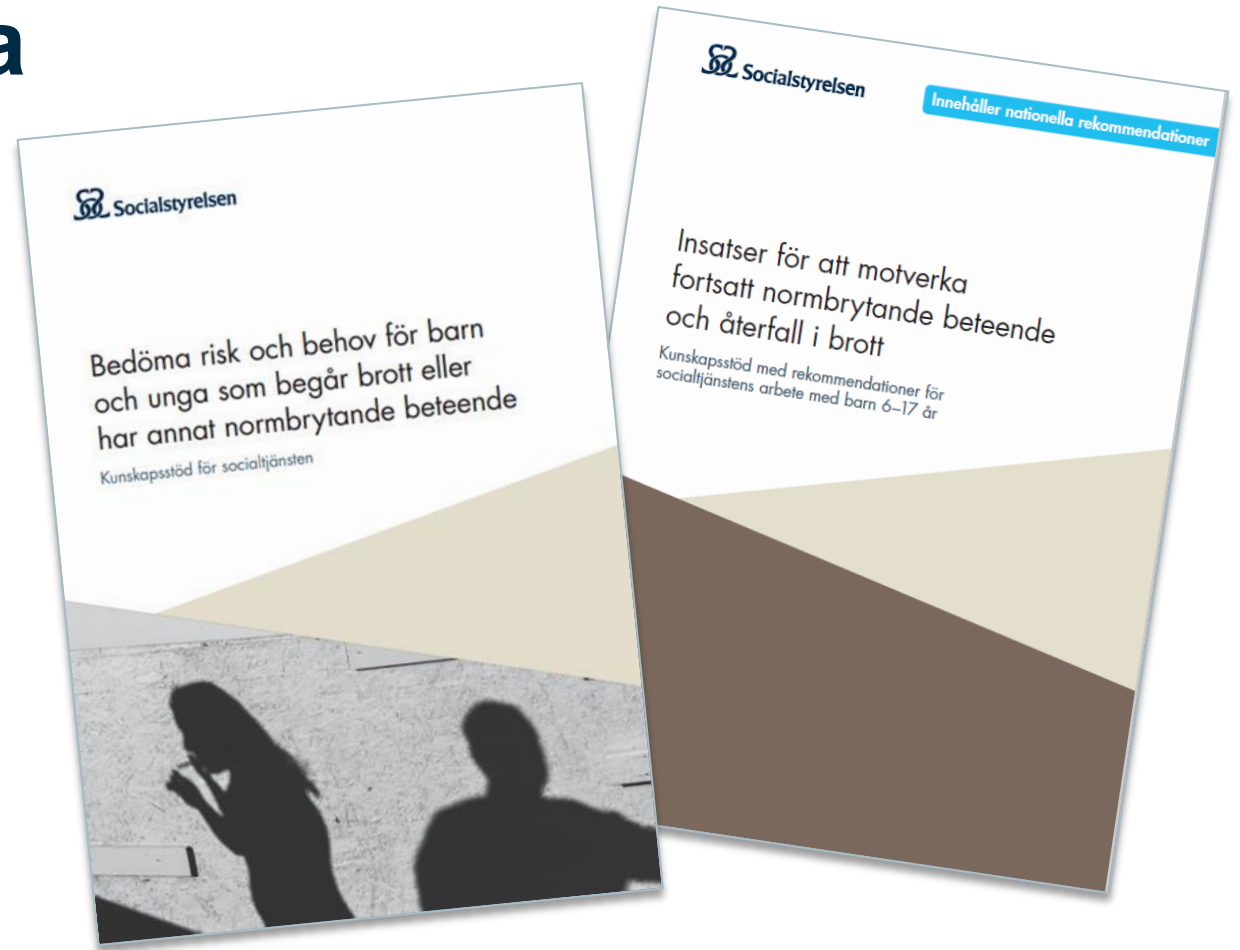 a
Socialstyrelsen
Bedöma risk och behov för barn
och unga som begår brott eller
har annat normbrytande beteende
Kunskapsstöd för socialtjänsten
Socialstyrelsen
Innehåller nationella rekommendationer
Insatser för att motverka
fortsatt normbrytande beteende
och återfall i brott
Kunskapsstöd med rekommendationer för
socialtjänstens arbete med barn 6–17 år